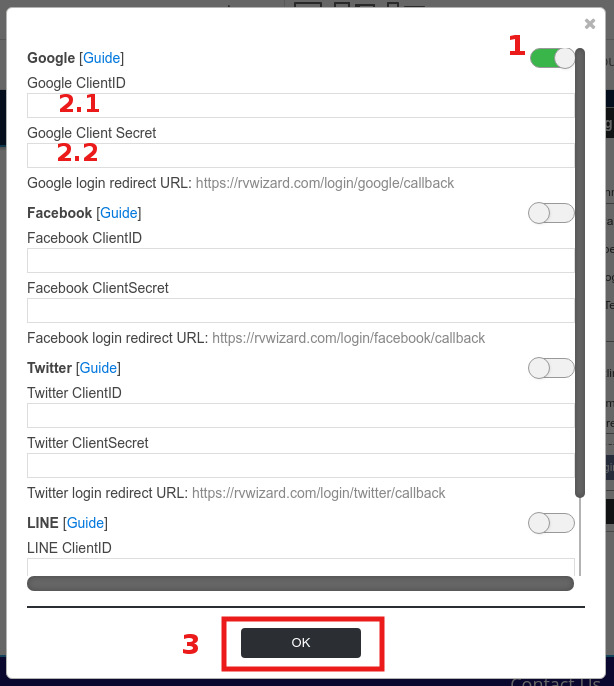 ✖
Google [Guide] 1
Google ClientID
2.1
Google Client Secret
2.2
Google login redirect URL: https://rvwizard.com/login/google/callback
Facebook [Guide]
Facebook ClientID
Facebook ClientSecret
Facebook login redirect URL: https://rvwizard.com/login/facebook/callback
Twitter [Guide]
Twitter ClientID
Twitter ClientSecret
Twitter login redirect URL: https://rvwizard.com/login/twitter/callback
LINE [Guide]
LINE ClientID
3 OK
Contact Us